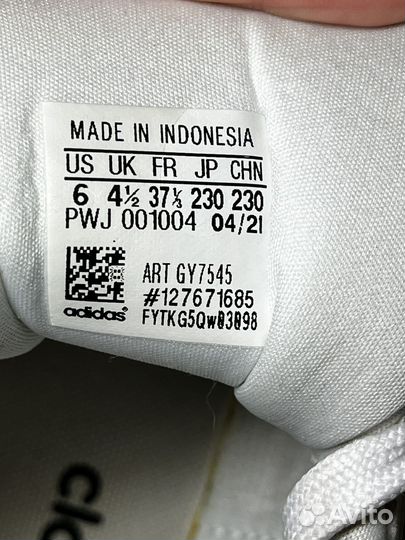 MADE IN INDONESIA
US UK FR JP CHN
6 4½ 37⅓ 230 230
PWJ 001004 04/21
ART GY7545
#127671685
adidas
cla
Avito